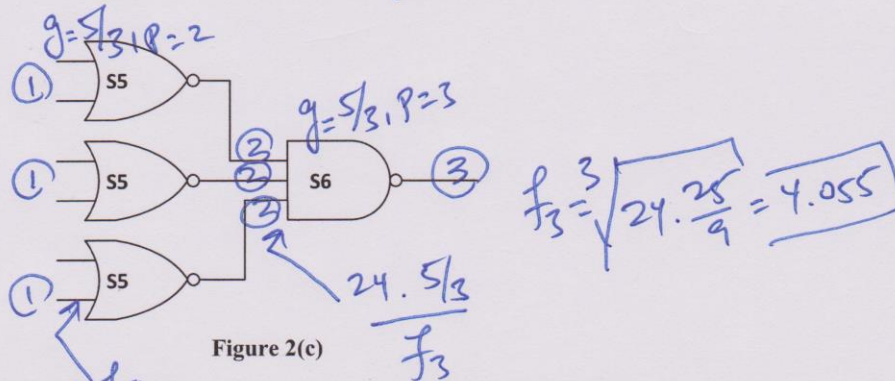 g=5/3, P=2
① S5
g=5/3, P=3
② ② ② S6 ③
① S5
① S5
f₃ = ³√24 · 25/9 = 4.055
24 · 5/3
f₃
Figure 2(c)